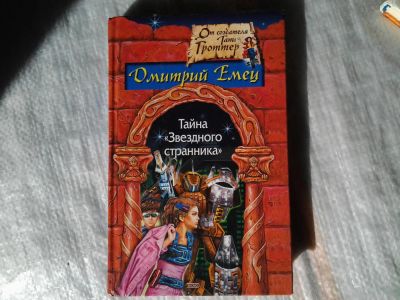 От создателя
Тани
Гроттер
Дмитрий Емец
Тайна
«Звездного
странника»